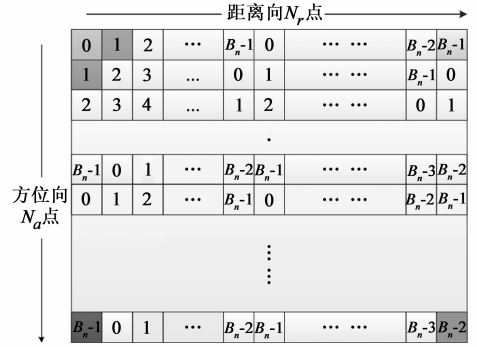 距离向Nr点
0 1 2 … Bn-1 0 … … Bn-2 Bn-1
1 2 3 ... 0 1 … … Bn-1 0
2 3 4 ... 1 2 … … 0 1
Bn-1 0 1 … Bn-2 Bn-1 … … Bn-3 Bn-2
方位向
Na点
0 1 2 … Bn-1 0 … … Bn-2 Bn-1
Bn-1 0 1 … Bn-2 Bn-1 … … Bn-3 Bn-2